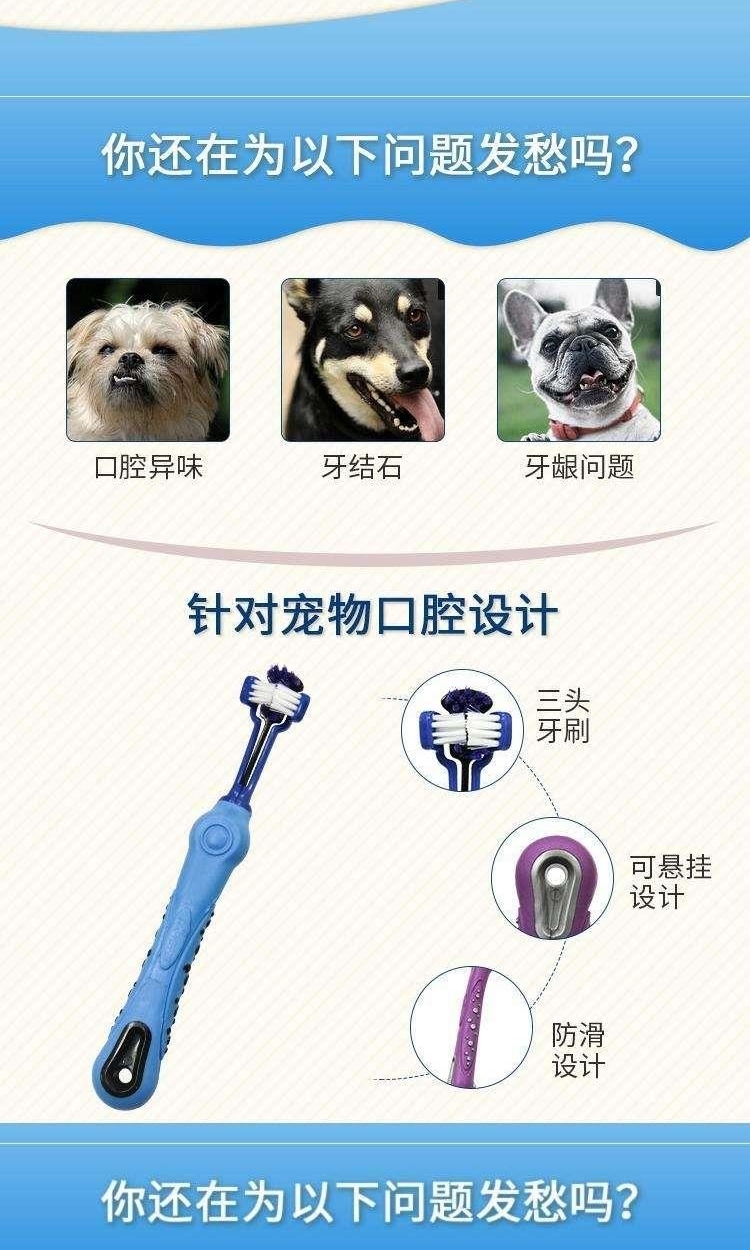 你还在为以下问题发愁吗？
口腔异味
牙结石
牙龈问题
针对宠物口腔设计
三头
牙刷
可悬挂
设计
防滑
设计
你还在为以下问题发愁吗？